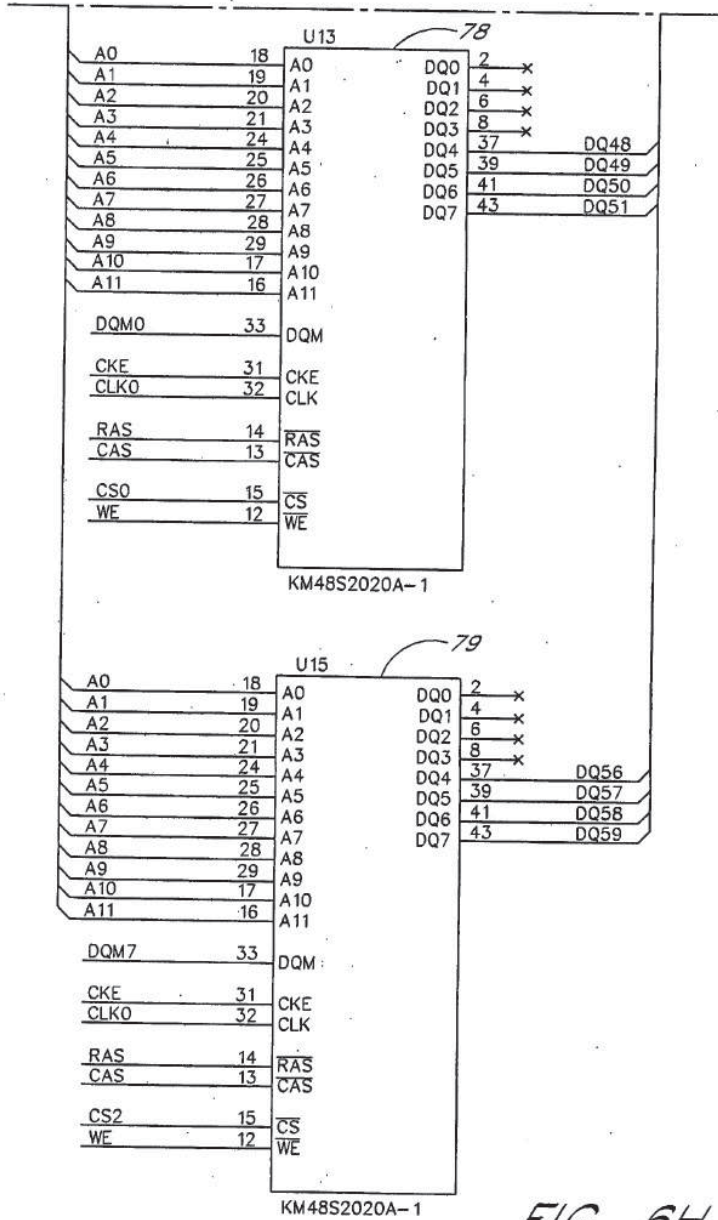 U13 78
A0 18 A0 DQ0 2
A1 19 A1 DQ1 4
A2 20 A2 DQ2 6
A3 21 A3 DQ3 8
A4 24 A4 DQ4 37 DQ48
A5 25 A5 DQ5 39 DQ49
A6 26 A6 DQ6 41 DQ50
A7 27 A7 DQ7 43 DQ51
A8 28 A8
A9 29 A9
A10 17 A10
A11 16 A11
DQM0 33 DQM
CKE 31 CKE
CLK0 32 CLK
RAS 14 RAS
CAS 13 CAS
CS0 15 CS
WE 12 WE
KM48S2020A-1
U15 79
A0 18 A0 DQ0 2
A1 19 A1 DQ1 4
A2 20 A2 DQ2 6
A3 21 A3 DQ3 8
A4 24 A4 DQ4 37 DQ56
A5 25 A5 DQ5 39 DQ57
A6 26 A6 DQ6 41 DQ58
A7 27 A7 DQ7 43 DQ59
A8 28 A8
A9 29 A9
A10 17 A10
A11 16 A11
DQM7 33 DQM
CKE 31 CKE
CLK0 32 CLK
RAS 14 RAS
CAS 13 CAS
CS2 15 CS
WE 12 WE
KM48S2020A-1
FIG. 6H